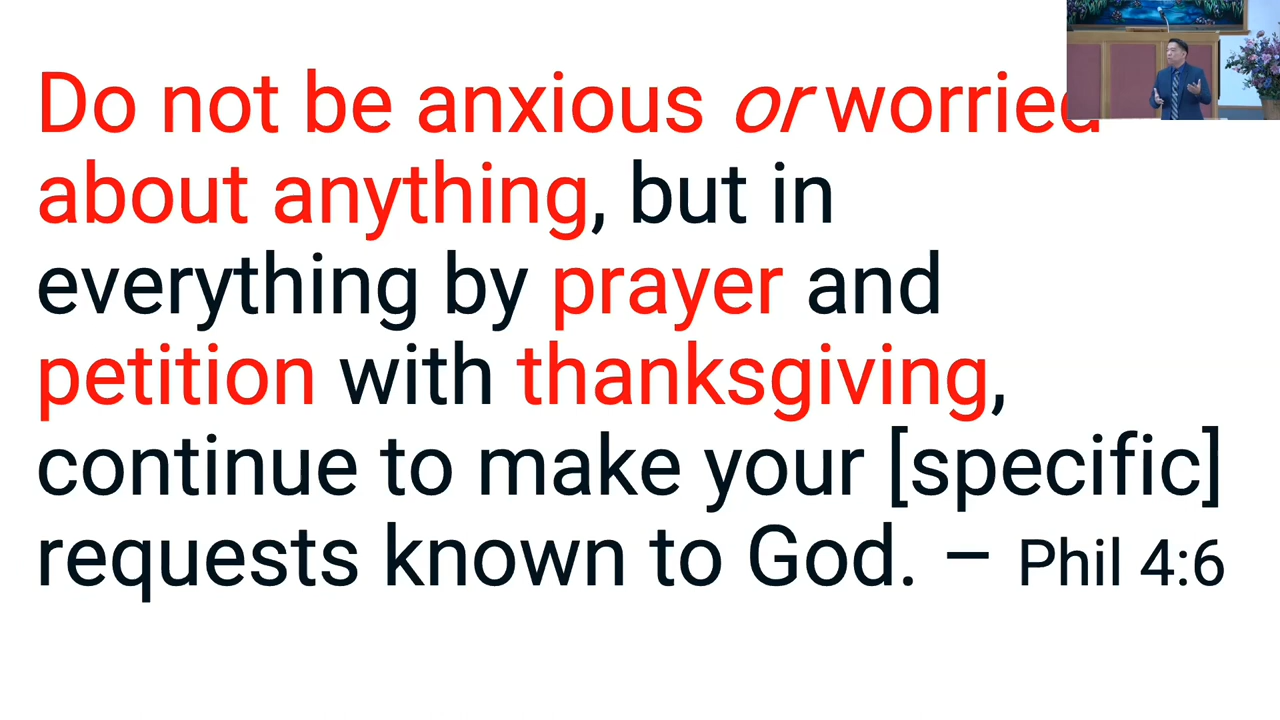 Do not be anxious or worried
about anything, but in
everything by prayer and
petition with thanksgiving,
continue to make your [specific]
requests known to God. – Phil 4:6